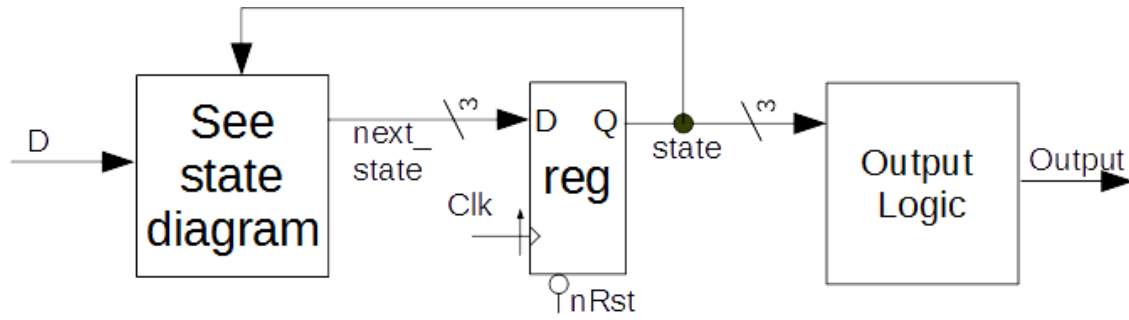 D
See
state
diagram
next_
state
3
D Q
reg
Clk
nRst
state
3
Output
Logic
Output